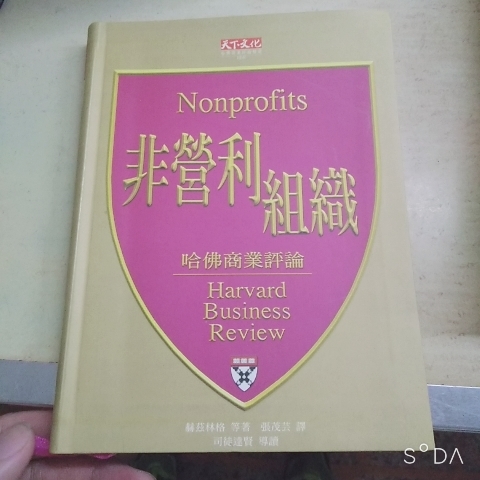 天下文化
Nonprofits
非營利
組織
哈佛商業評論
Harvard
Business
Review
赫茲林格 等著 張茂芸 譯
司徒達賢 導讀
SODA